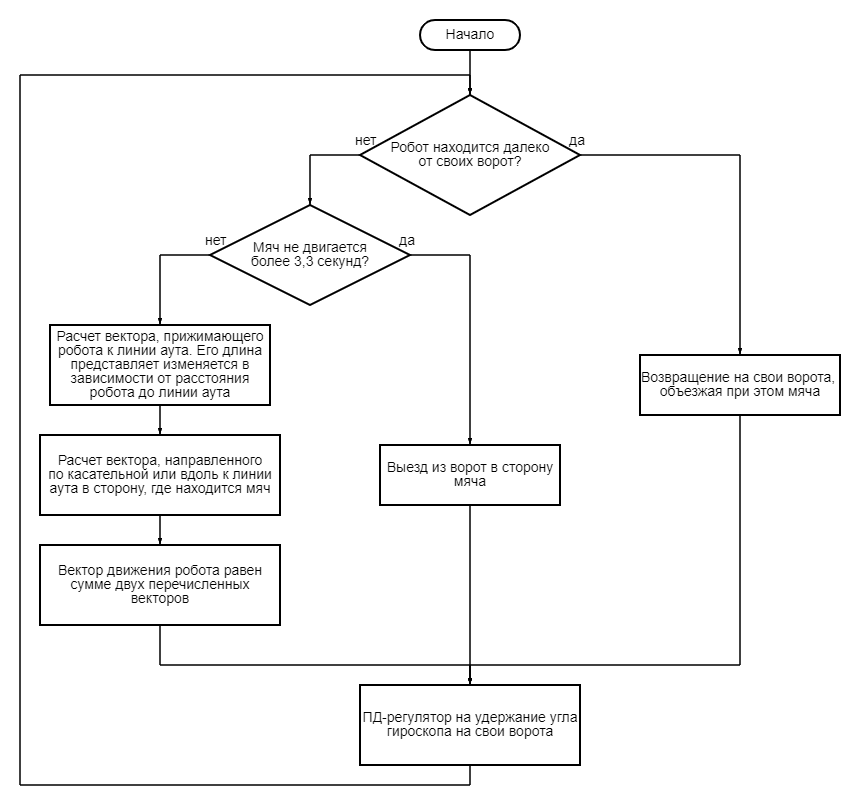 Начало
нет
да
Робот находится далеко
от своих ворот?
нет
да
Мяч не двигается
более 3,3 секунд?
Расчет вектора, прижимающего
робота к линии аута. Его длина
представляет изменяется в
зависимости от расстояния
робота до линии аута
Возвращение на свои ворота,
объезжая при этом мяча
Расчет вектора, направленного
по касательной или вдоль к линии
аута в сторону, где находится мяч
Выезд из ворот в сторону
мяча
Вектор движения робота равен
сумме двух перечисленных
векторов
ПД-регулятор на удержание угла
гироскопа на свои ворота